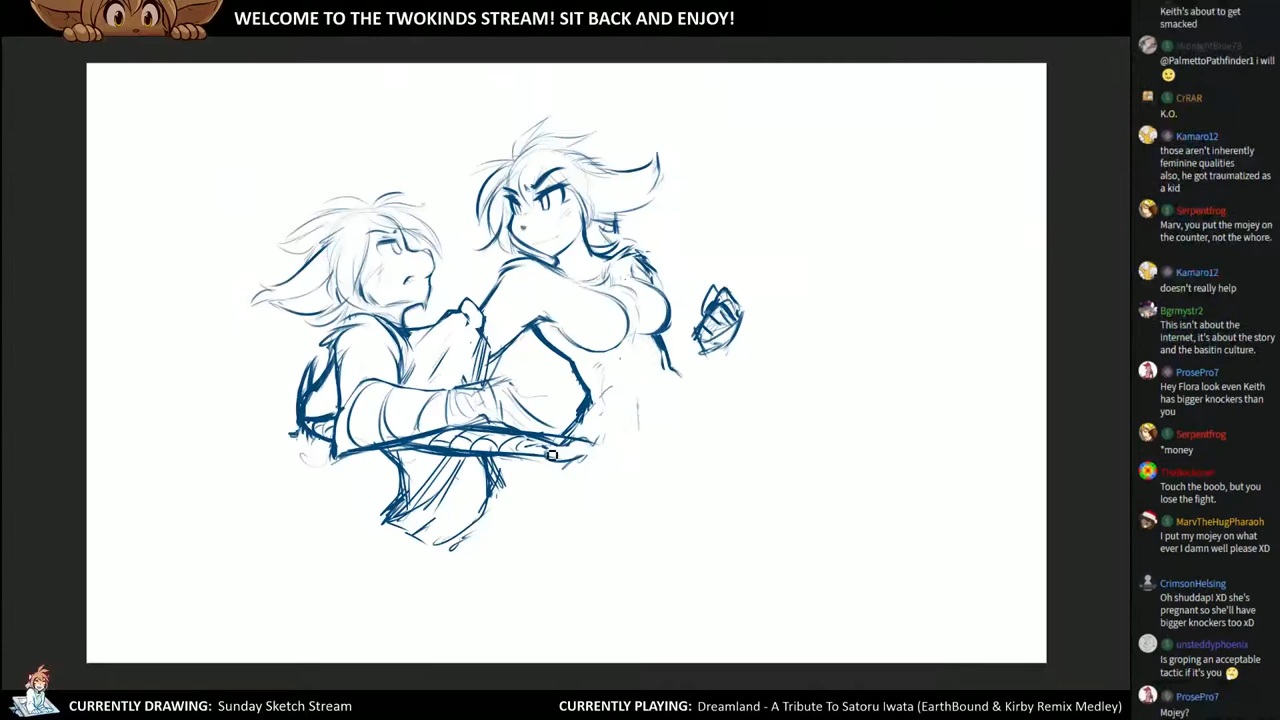 WELCOME TO THE TWOKINDS STREAM! SIT BACK AND ENJOY!
Keith's about to get
smacked
MidnightBlue78
@PalmettoPathfinder1 i will
CrRAR
K.O.
Kamaro12
those aren't inherently
feminine qualities
also, he got traumatized as
a kid
Serpentfrog
Marv, you put the mojey on
the counter, not the whore.
Kamaro12
doesn't really help
Bgrmystr2
This isn't about the
internet, it's about the story
and the basitin culture.
ProsePro7
Hey Flora look even Keith
has bigger knockers than
you
Serpentfrog
*money
Touch the boob, but you
lose the fight.
MarvTheHugPharaoh
I put my mojey on what
ever I damn well please XD
CrimsonHelsing
Oh shuddap! XD she's
pregnant so she'll have
bigger knockers too xD
unsteddyphoenix
Is groping an acceptable
tactic if it's you
ProsePro7
Mojey?
CURRENTLY DRAWING: Sunday Sketch Stream
CURRENTLY PLAYING: Dreamland - A Tribute To Satoru Iwata (EarthBound & Kirby Remix Medley)